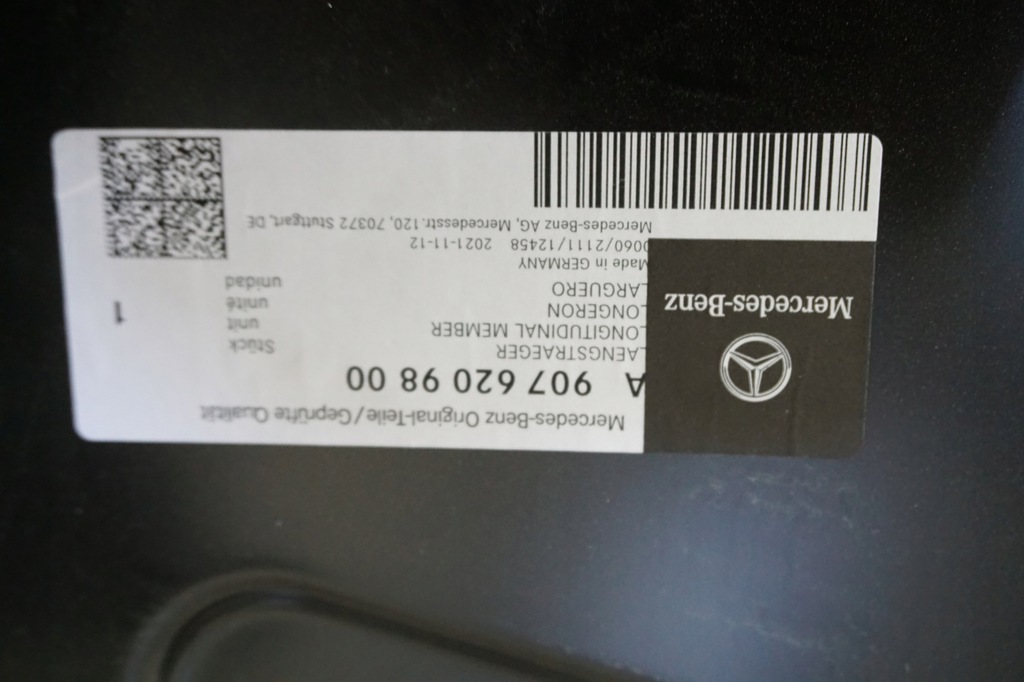 Mercedes-Benz
Mercedes-Benz Original-Teile/Geprüfte Qualität
A 907 620 98 00
LAENGSTRAEGER
LONGITUDINAL MEMBER
LONGERON
LARGUERO
Stück
unit
unité
unidad
1
Made in GERMANY
0060/2111/12458 2021-11-12
Mercedes-Benz AG, Mercedesstr.120, 70372 Stuttgart, DE